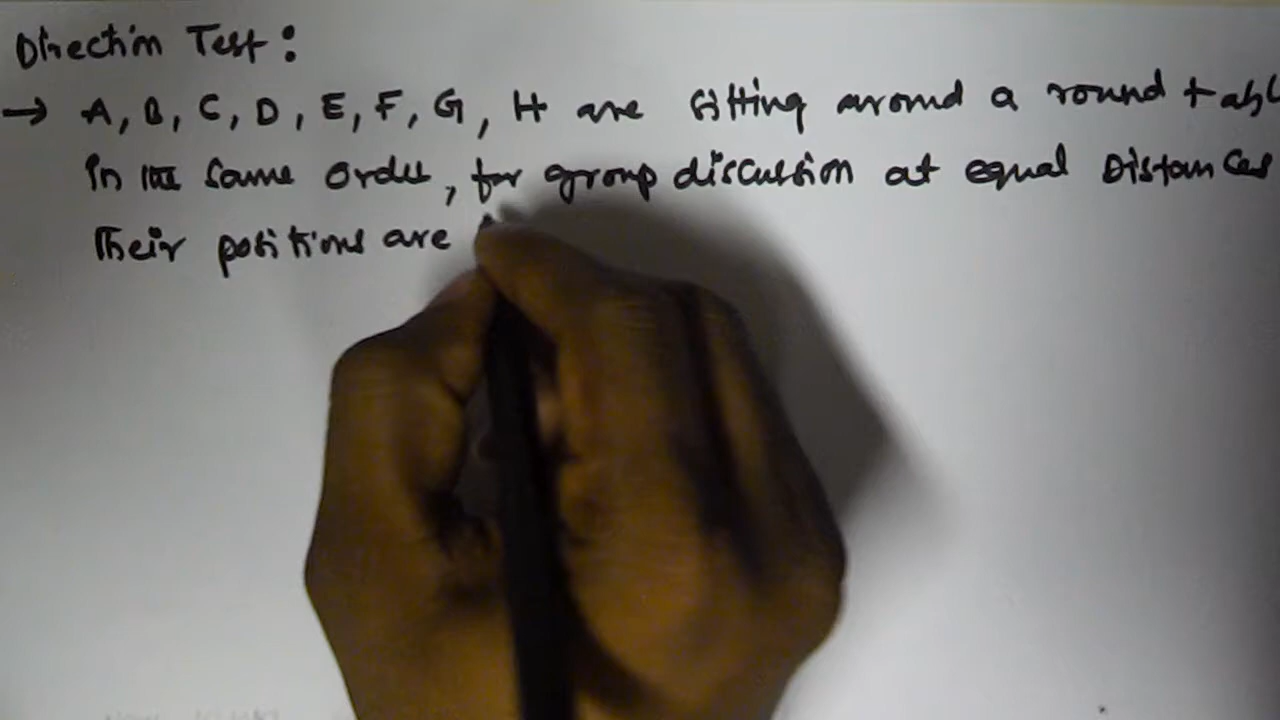 Direction Test :
→ A, B, C, D, E, F, G, H are sitting around a round tabl
in the same order, for group discussion at equal Distances
Their positions are